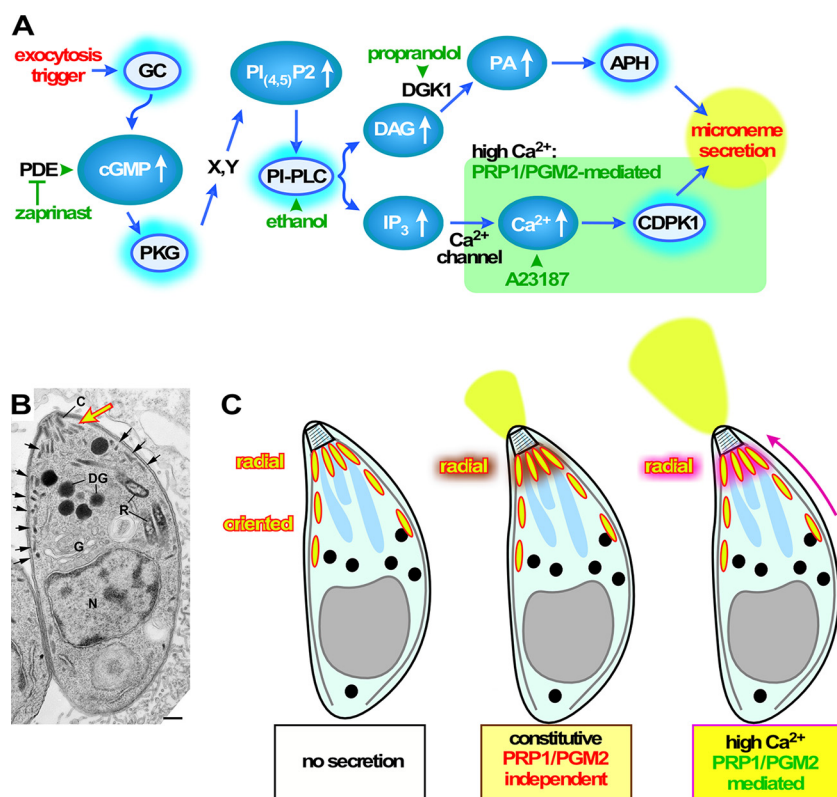 A
exocytosis
trigger
GC
cGMP
PDE
zaprinast
PKG
X,Y
PI(4,5)P2
PI-PLC
ethanol
propranolol
DGK1
DAG
PA
APH
IP3
Ca2+
channel
high Ca2+:
PRP1/PGM2-mediated
Ca2+
A23187
CDPK1
microneme
secretion
B
C
DG
R
G
N
C
radial
oriented
radial
radial
no secretion
constitutive
PRP1/PGM2
independent
high Ca2+
PRP1/PGM2
mediated